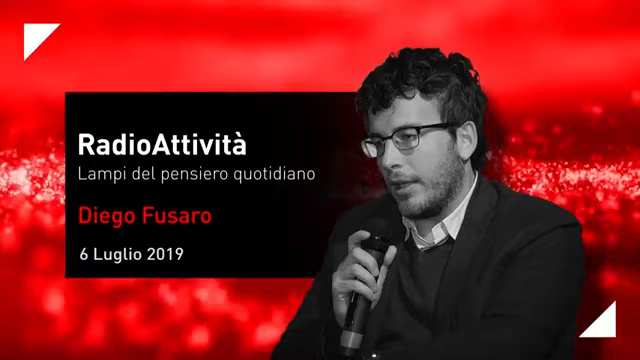 RadioAttività
Lampi del pensiero quotidiano
Diego Fusaro
6 Luglio 2019